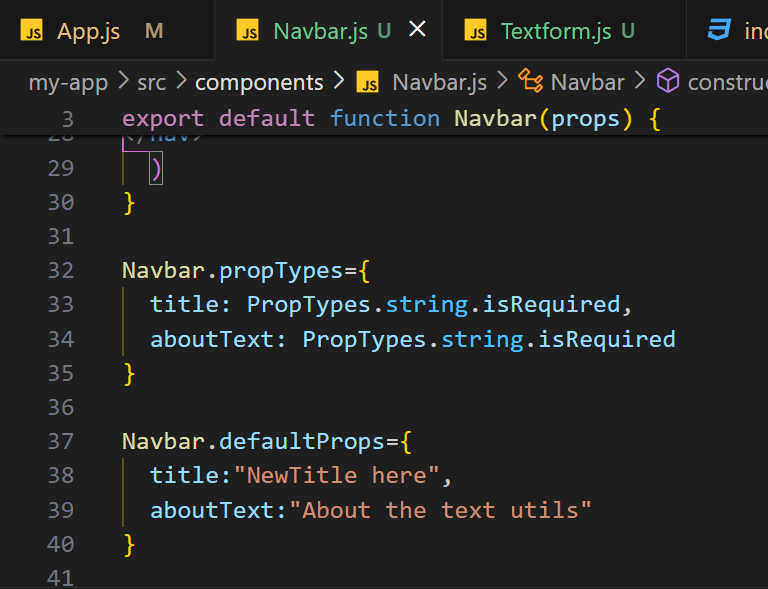 JS App.js M JS Navbar.js U JS Textform.js U
my-app > src > components > JS Navbar.js > Navbar >
3 export default function Navbar(props) {
28 </nav>
29 )
30 }
31
32 Navbar.propTypes={
33 title: PropTypes.string.isRequired,
34 aboutText: PropTypes.string.isRequired
35 }
36
37 Navbar.defaultProps={
38 title:"NewTitle here",
39 aboutText:"About the text utils"
40 }
41